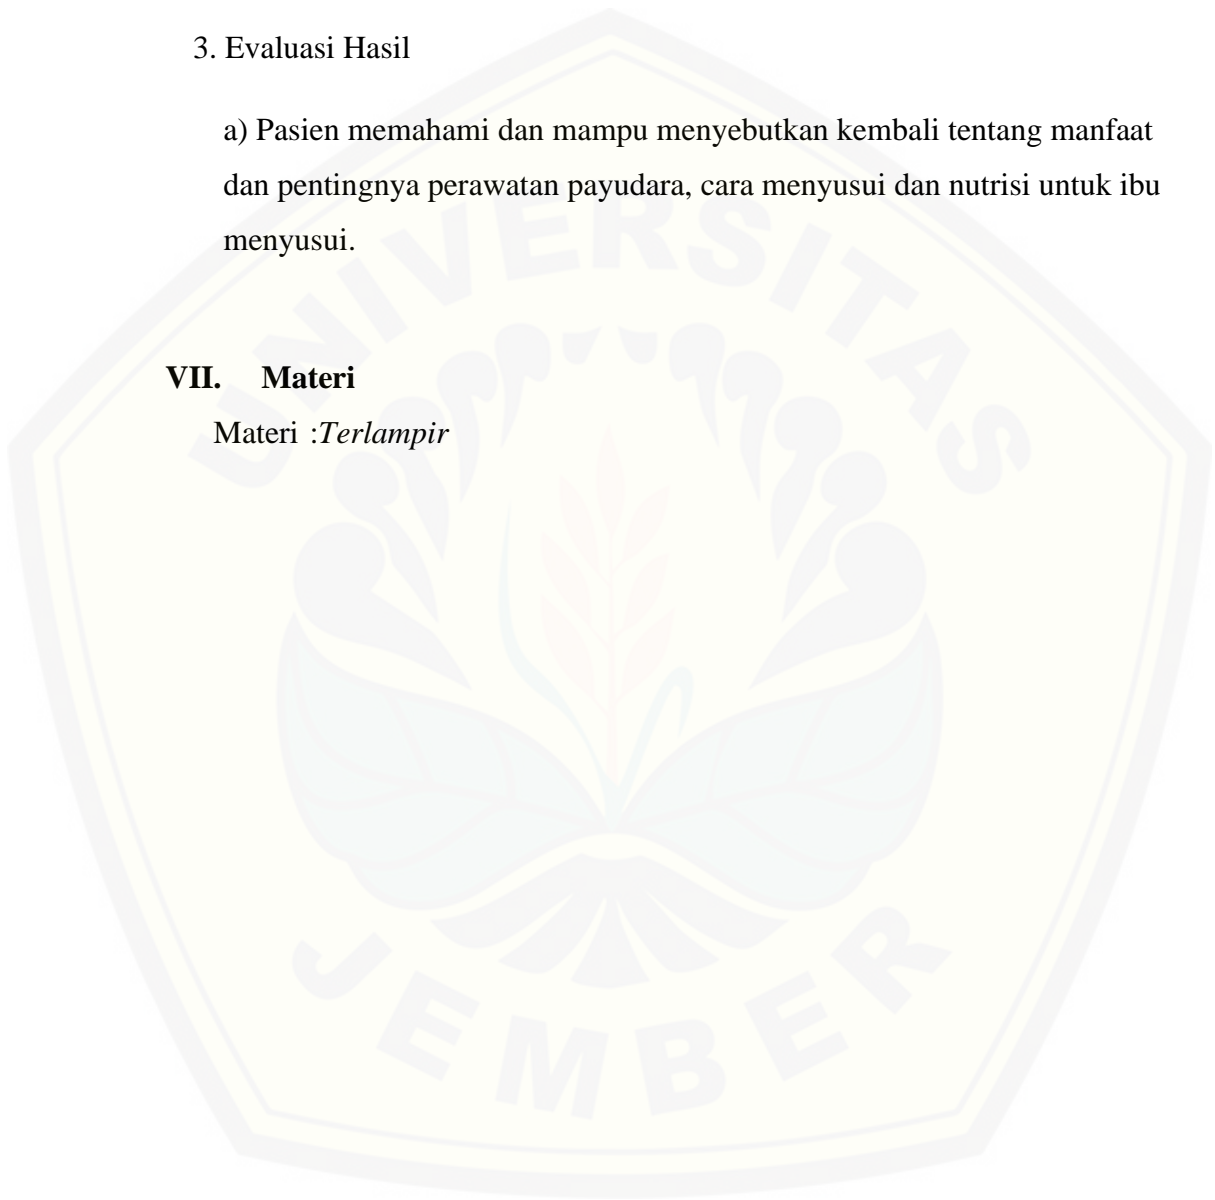 3. Evaluasi Hasil
a) Pasien memahami dan mampu menyebutkan kembali tentang manfaat
dan pentingnya perawatan payudara, cara menyusui dan nutrisi untuk ibu
menyusui.
UNIVERSITAS
VII. Materi
Materi :Terlampir
JEMBER